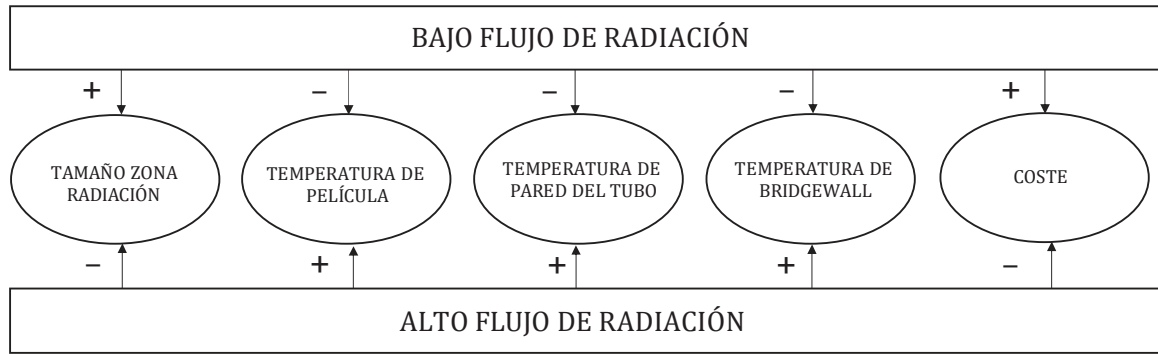 BAJO FLUJO DE RADIACIÓN
+ − − − +
TAMAÑO ZONA
RADIACIÓN
TEMPERATURA DE
PELÍCULA
TEMPERATURA DE
PARED DEL TUBO
TEMPERATURA DE
BRIDGEWALL
COSTE
− + + + −
ALTO FLUJO DE RADIACIÓN